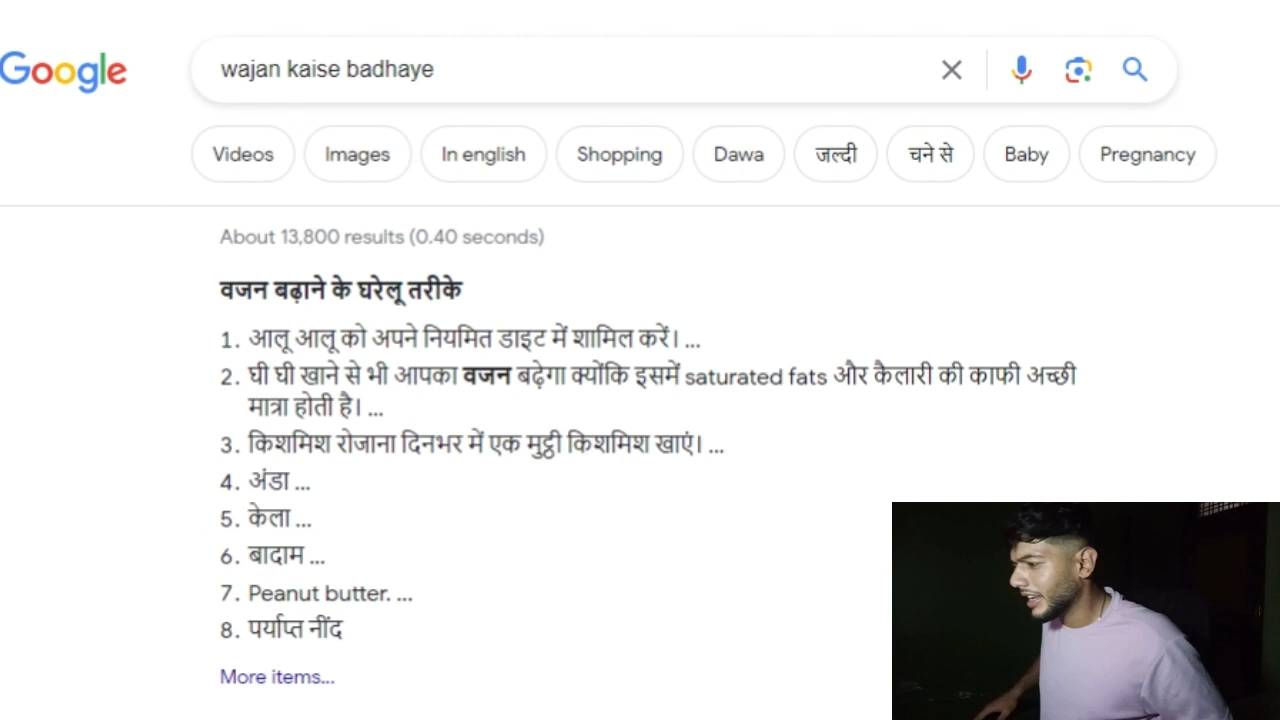 Google
wajan kaise badhaye
Videos Images In english Shopping Dawa जल्दी चने से Baby Pregnancy
About 13,800 results (0.40 seconds)
वजन बढ़ाने के घरेलू तरीके
1. आलू आलू को अपने नियमित डाइट में शामिल करें। ...
2. घी घी खाने से भी आपका वजन बढ़ेगा क्योंकि इसमें saturated fats और कैलारी की काफी अच्छी
मात्रा होती है। ...
3. किशमिश रोजाना दिनभर में एक मुट्ठी किशमिश खाएं। ...
4. अंडा ...
5. केला ...
6. बादाम ...
7. Peanut butter. ...
8. पर्याप्त नींद
More items...